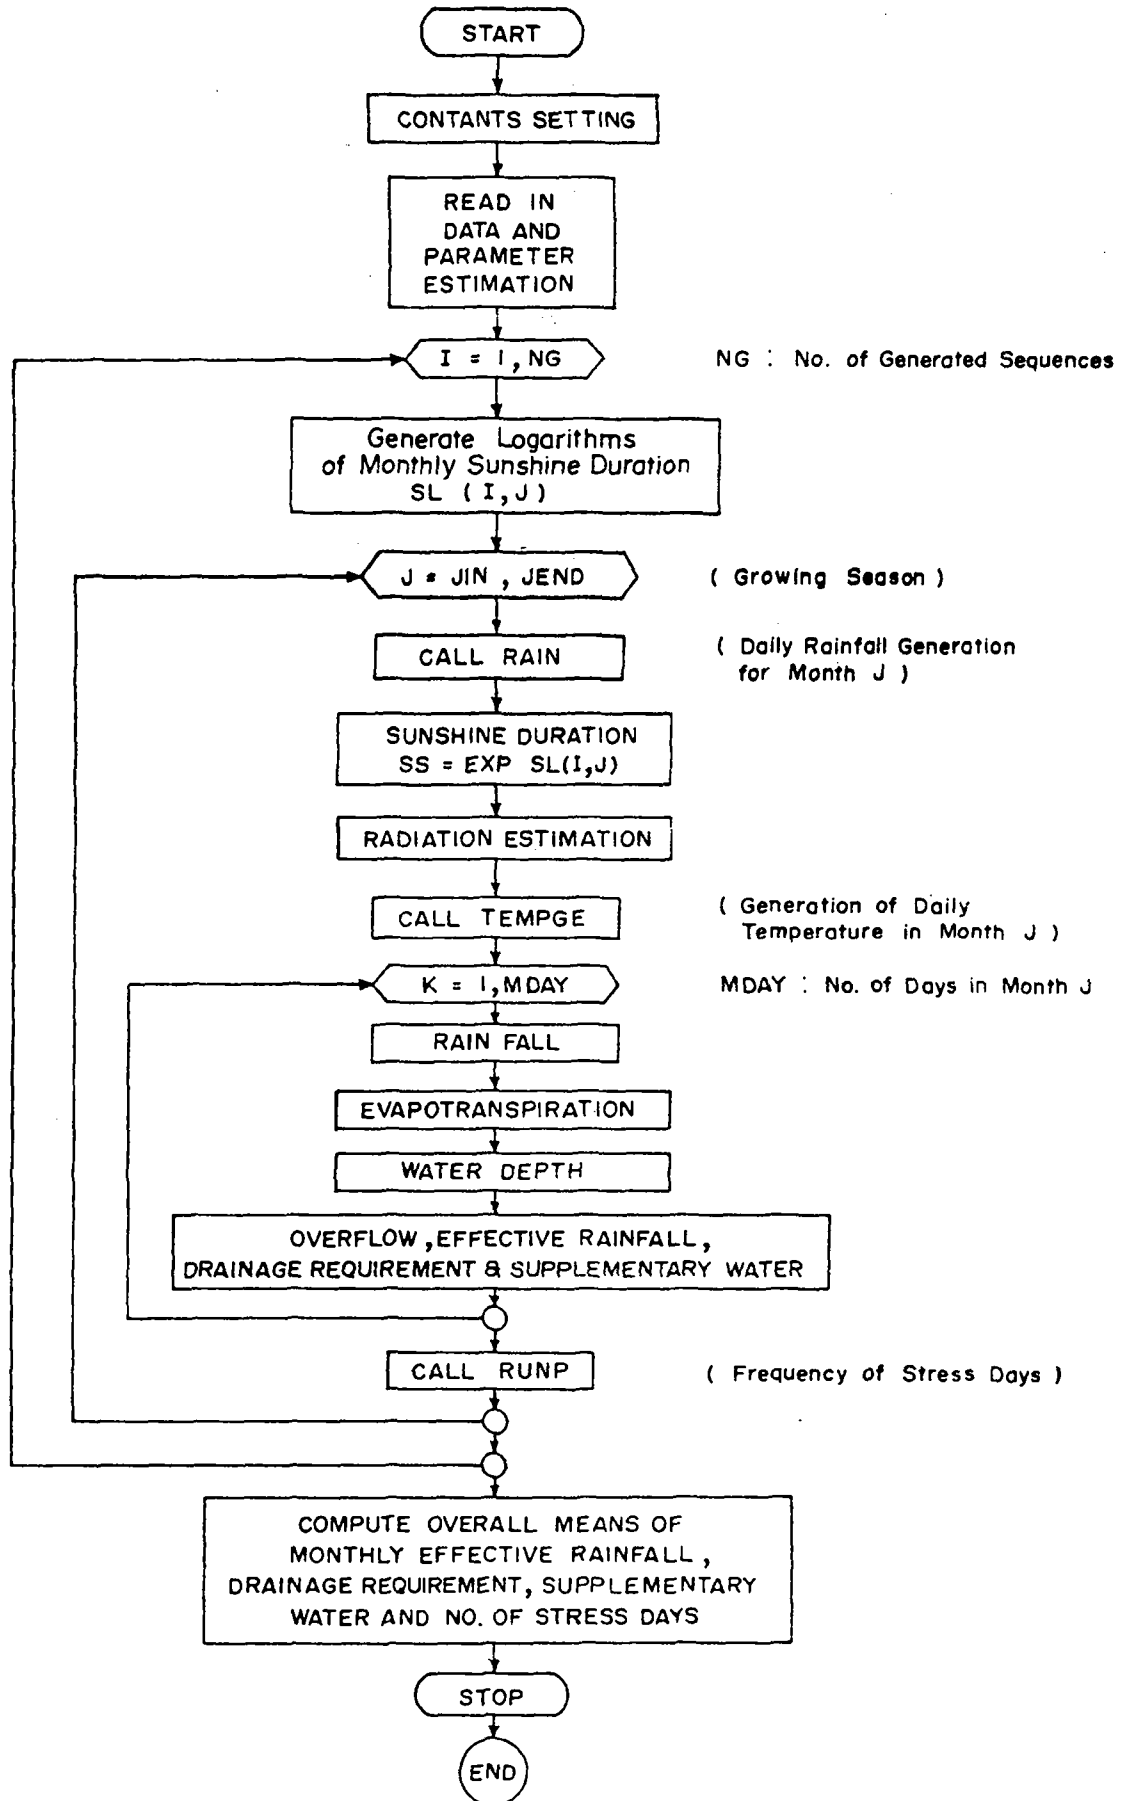 START
CONTANTS SETTING
READ IN
DATA AND
PARAMETER
ESTIMATION
I = 1, NG
NG : No. of Generated Sequences
Generate Logarithms
of Monthly Sunshine Duration
SL (I,J)
J = JIN, JEND
( Growing Season )
CALL RAIN
( Daily Rainfall Generation
for Month J )
SUNSHINE DURATION
SS = EXP SL(I,J)
RADIATION ESTIMATION
CALL TEMPGE
( Generation of Daily
Temperature in Month J )
K = 1, MDAY
MDAY : No. of Days in Month J
RAIN FALL
EVAPOTRANSPIRATION
WATER DEPTH
OVERFLOW, EFFECTIVE RAINFALL,
DRAINAGE REQUIREMENT & SUPPLEMENTARY WATER
CALL RUNP
( Frequency of Stress Days )
COMPUTE OVERALL MEANS OF
MONTHLY EFFECTIVE RAINFALL,
DRAINAGE REQUIREMENT, SUPPLEMENTARY
WATER AND NO. OF STRESS DAYS
STOP
END